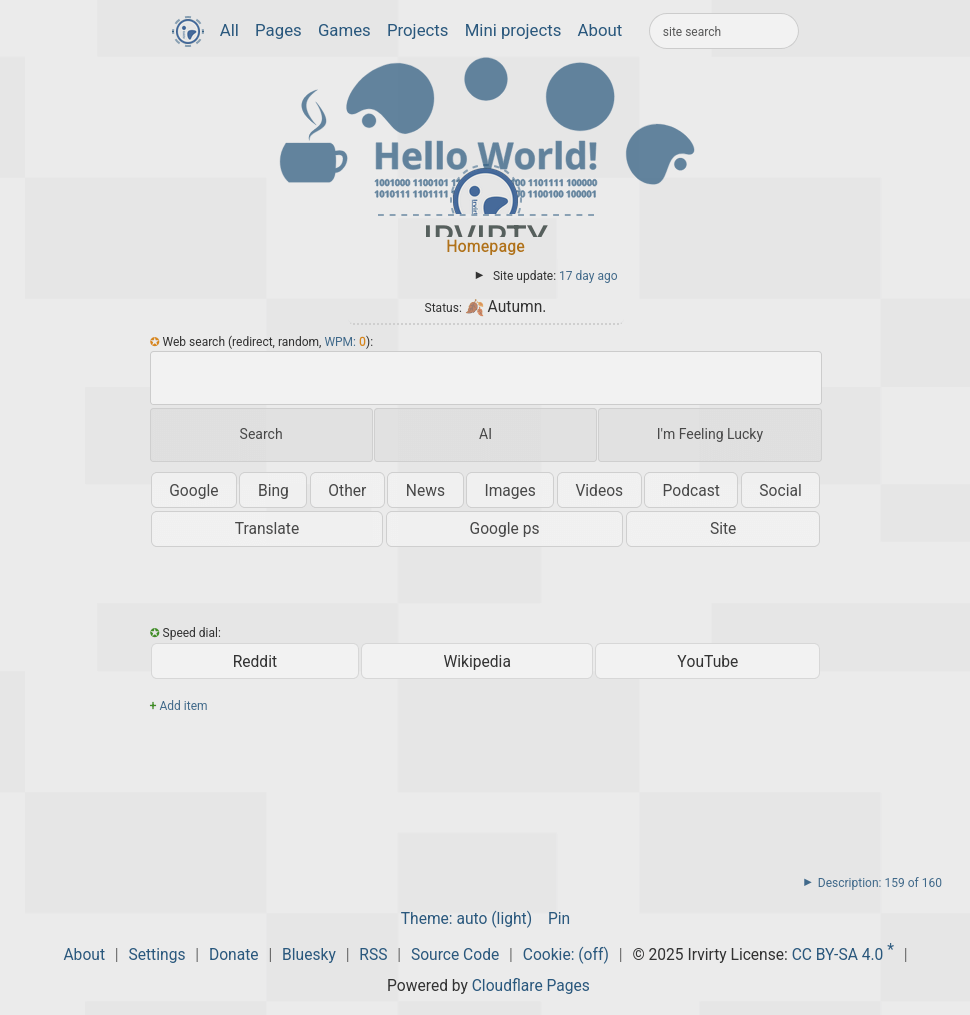 All Pages Games Projects Mini projects About site search
Hello World!
1001000 1100101 00 1101111 100000
1010111 1101111 00 1100100 100001
IRVIRTY
Homepage
► Site update: 17 day ago
Status: 🍂 Autumn.
✪ Web search (redirect, random, WPM: 0):
Search AI I'm Feeling Lucky
Google Bing Other News Images Videos Podcast Social
Translate Google ps Site
✪ Speed dial:
Reddit Wikipedia YouTube
+ Add item
► Description: 159 of 160
Theme: auto (light) Pin
About | Settings | Donate | Bluesky | RSS | Source Code | Cookie: (off) | © 2025 Irvirty License: CC BY-SA 4.0 * |
Powered by Cloudflare Pages